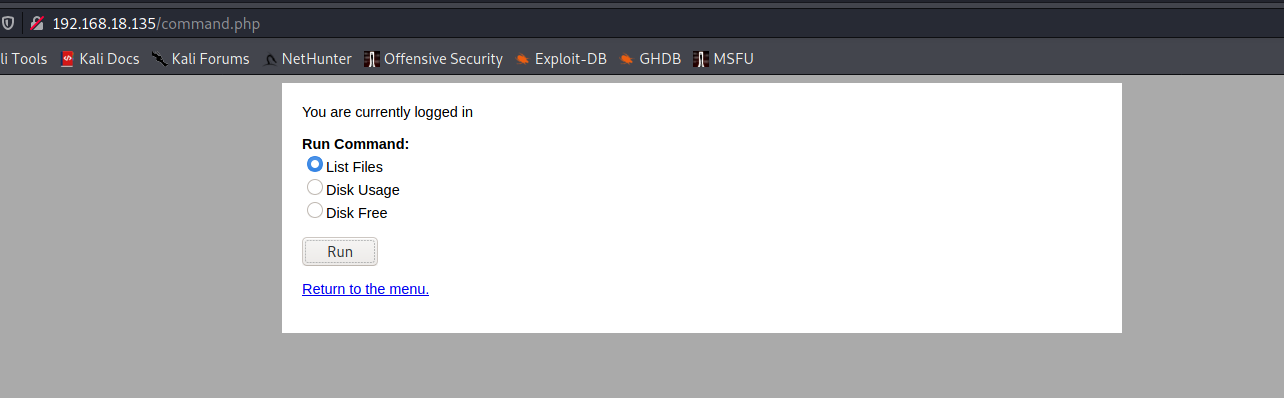 192.168.18.135/command.php
li Tools Kali Docs Kali Forums NetHunter Offensive Security Exploit-DB GHDB MSFU
You are currently logged in
Run Command:
List Files
Disk Usage
Disk Free
Run
Return to the menu.